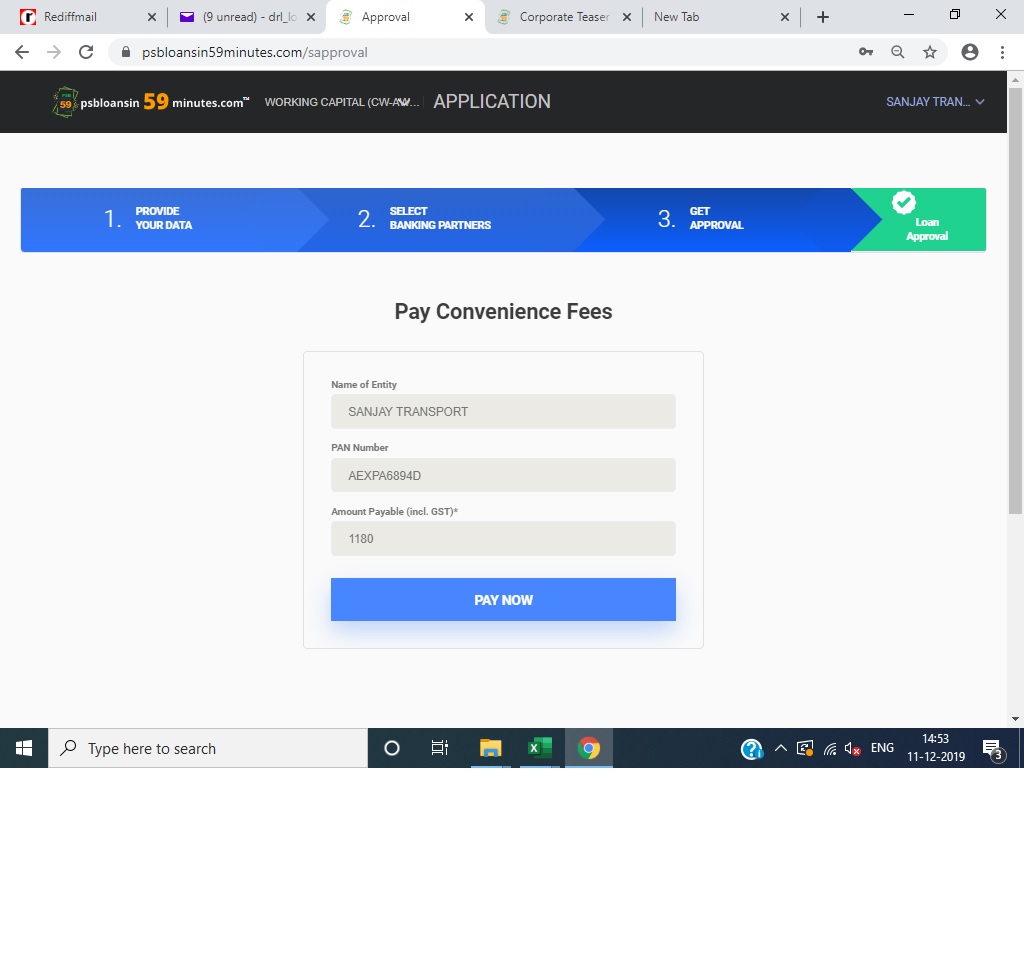 Rediffmail
(9 unread) - drl_lo
Approval
Corporate Teaser
New Tab
psbloansin59minutes.com/sapproval
psbloansin 59 minutes.com™
WORKING CAPITAL
APPLICATION
SANJAY TRAN...
1.
PROVIDE
YOUR DATA
2.
SELECT
BANKING PARTNERS
3.
GET
APPROVAL
Loan
Approval
Pay Convenience Fees
Name of Entity
SANJAY TRANSPORT
PAN Number
AEXPA6894D
Amount Payable (incl. GST)*
1180
PAY NOW
Type here to search
ENG
14:53
11-12-2019
3